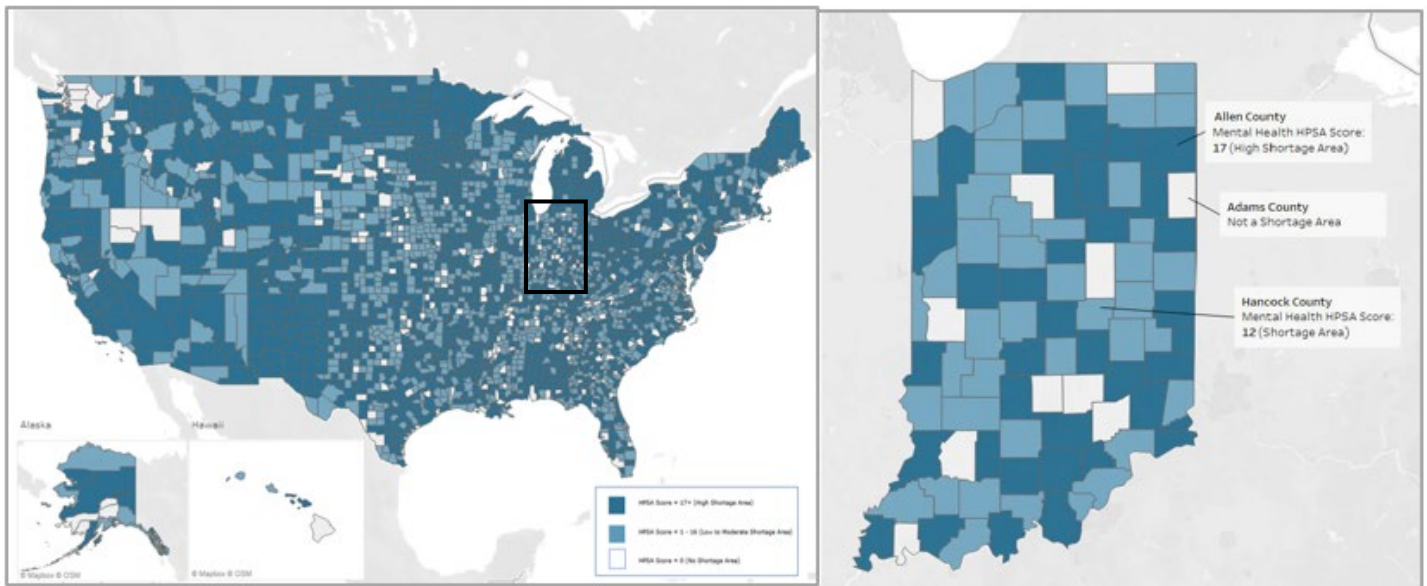 Allen County
Mental Health HPSA Score:
17 (High Shortage Area)
Adams County
Not a Shortage Area
Hancock County
Mental Health HPSA Score:
12 (Shortage Area)
Alaska
Hawaii
HPSA Score = 17+ (High Shortage Area)
HPSA Score = 1 - 16 (Low to Moderate Shortage Area)
HPSA Score = 0 (No Shortage Area)
© Mapbox © OSM
© Mapbox © OSM